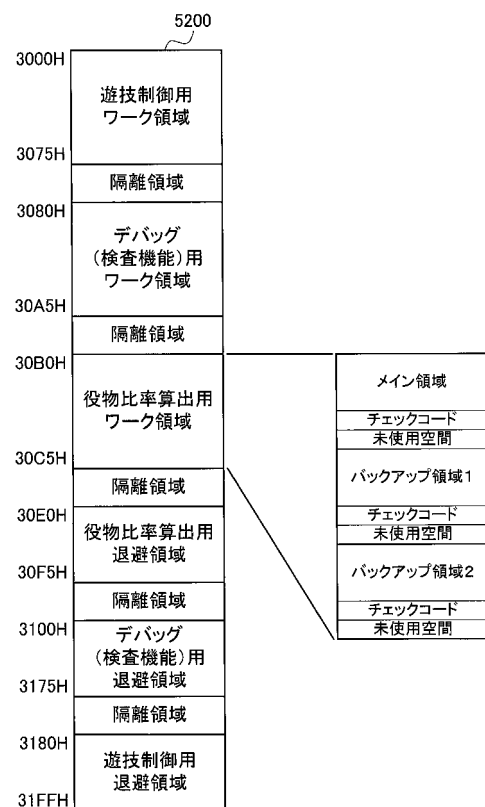 5200
3000H
遊技制御用
ワーク領域
3075H
隔離領域
3080H
デバッグ
(検査機能)用
ワーク領域
30A5H
隔離領域
30B0H
役物比率算出用
ワーク領域
30C5H
隔離領域
30E0H
役物比率算出用
退避領域
30F5H
隔離領域
3100H
デバッグ
(検査機能)用
退避領域
3175H
隔離領域
3180H
遊技制御用
退避領域
31FFH
メイン領域
チェックコード
未使用空間
バックアップ領域1
チェックコード
未使用空間
バックアップ領域2
チェックコード
未使用空間